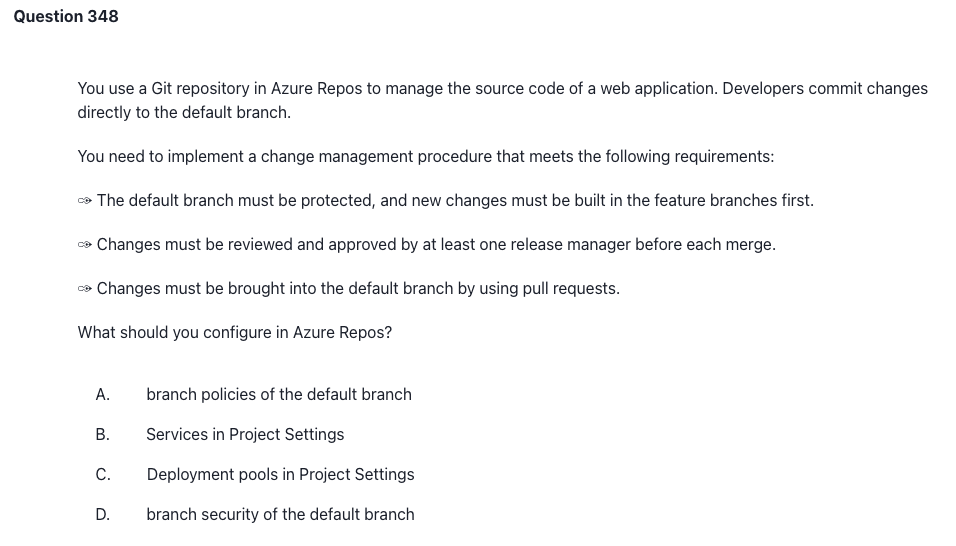 Question 348
You use a Git repository in Azure Repos to manage the source code of a web application. Developers commit changes
directly to the default branch.
You need to implement a change management procedure that meets the following requirements:
✑ The default branch must be protected, and new changes must be built in the feature branches first.
✑ Changes must be reviewed and approved by at least one release manager before each merge.
✑ Changes must be brought into the default branch by using pull requests.
What should you configure in Azure Repos?
A. branch policies of the default branch
B. Services in Project Settings
C. Deployment pools in Project Settings
D. branch security of the default branch